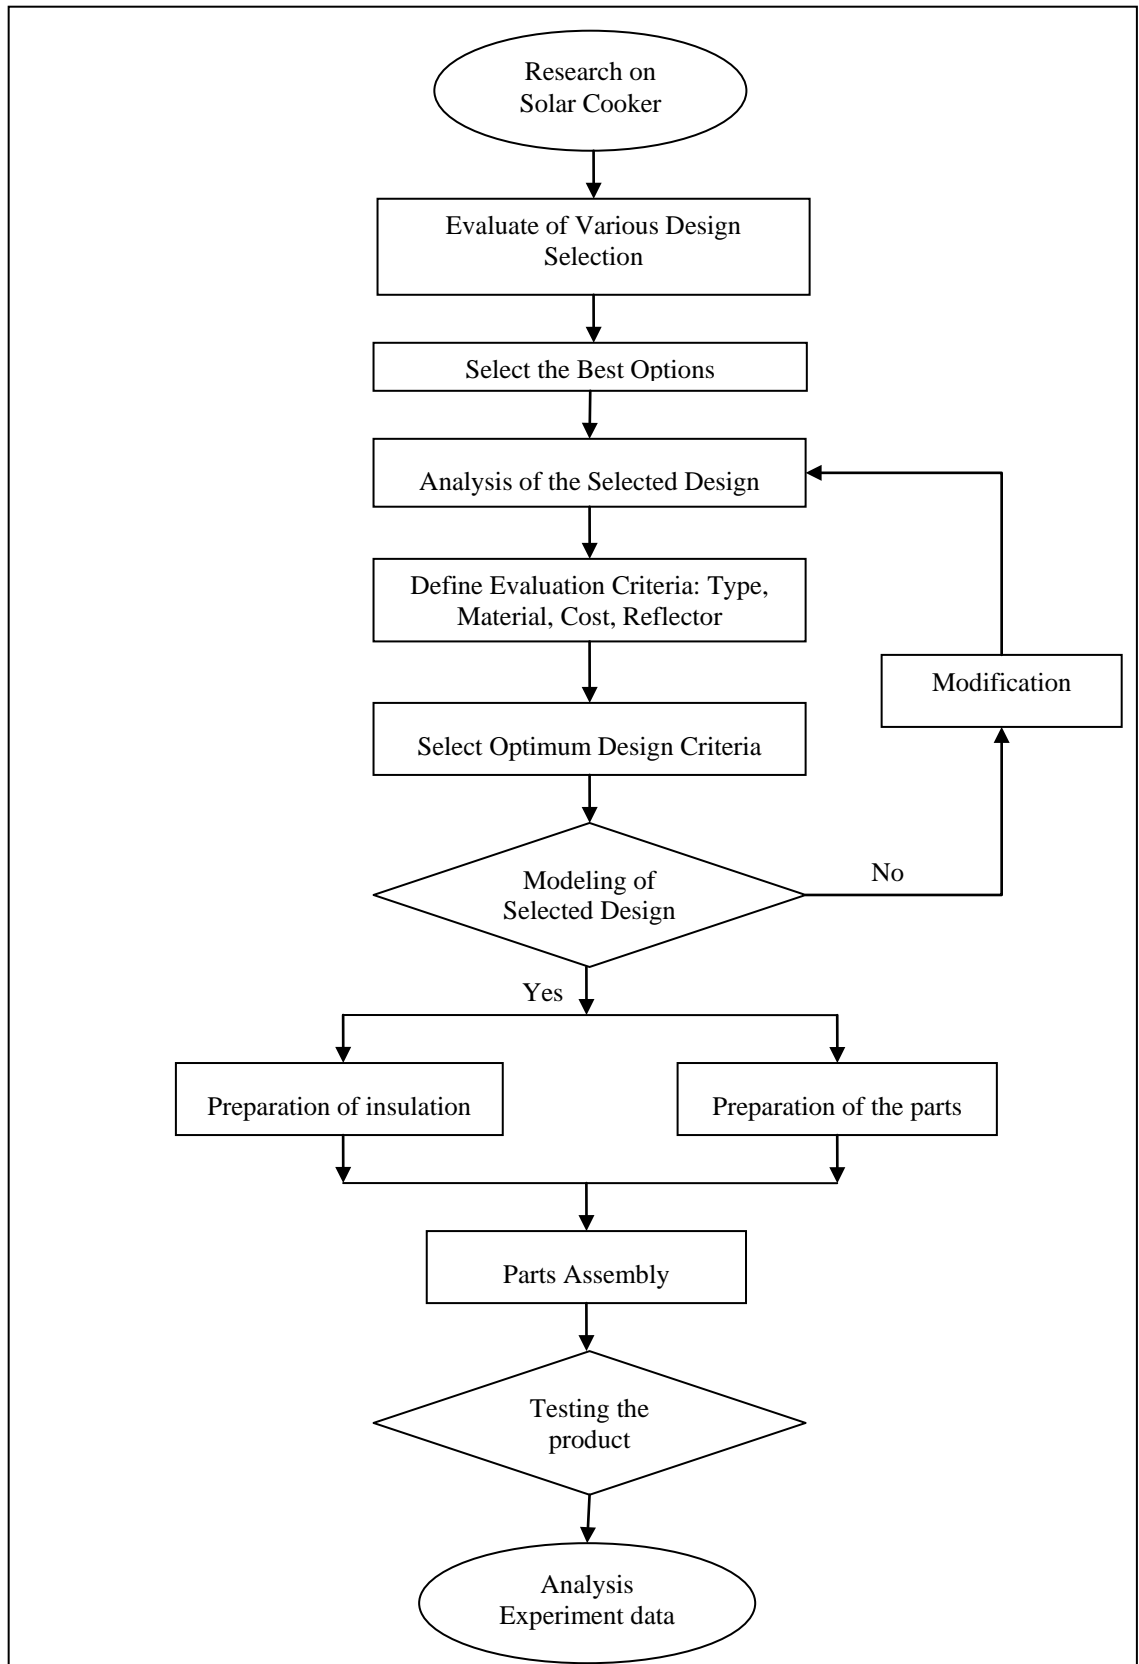 Research on
Solar Cooker
Evaluate of Various Design
Selection
Select the Best Options
Analysis of the Selected Design
Define Evaluation Criteria: Type,
Material, Cost, Reflector
Modification
Select Optimum Design Criteria
Modeling of
Selected Design
No
Yes
Preparation of insulation
Preparation of the parts
Parts Assembly
Testing the
product
Analysis
Experiment data